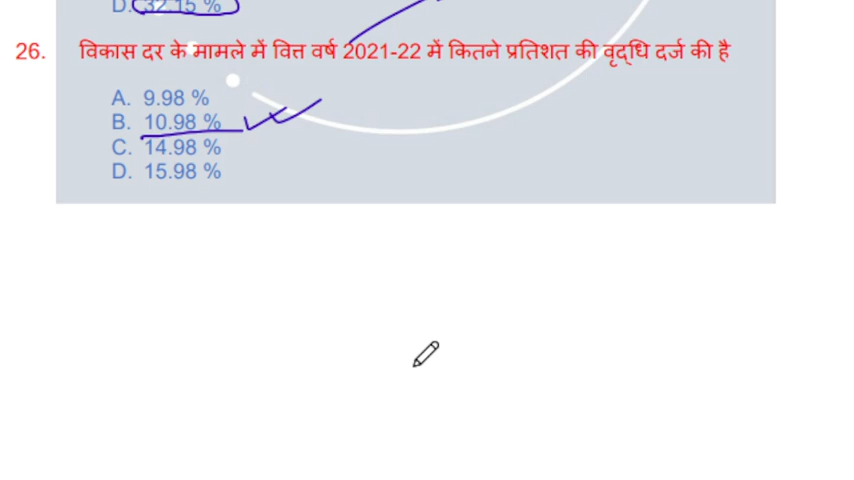 D. 32.15 %
26. विकास दर के मामले में वित्त वर्ष 2021-22 में कितने प्रतिशत की वृद्धि दर्ज की है
A. 9.98 %
B. 10.98 %
C. 14.98 %
D. 15.98 %